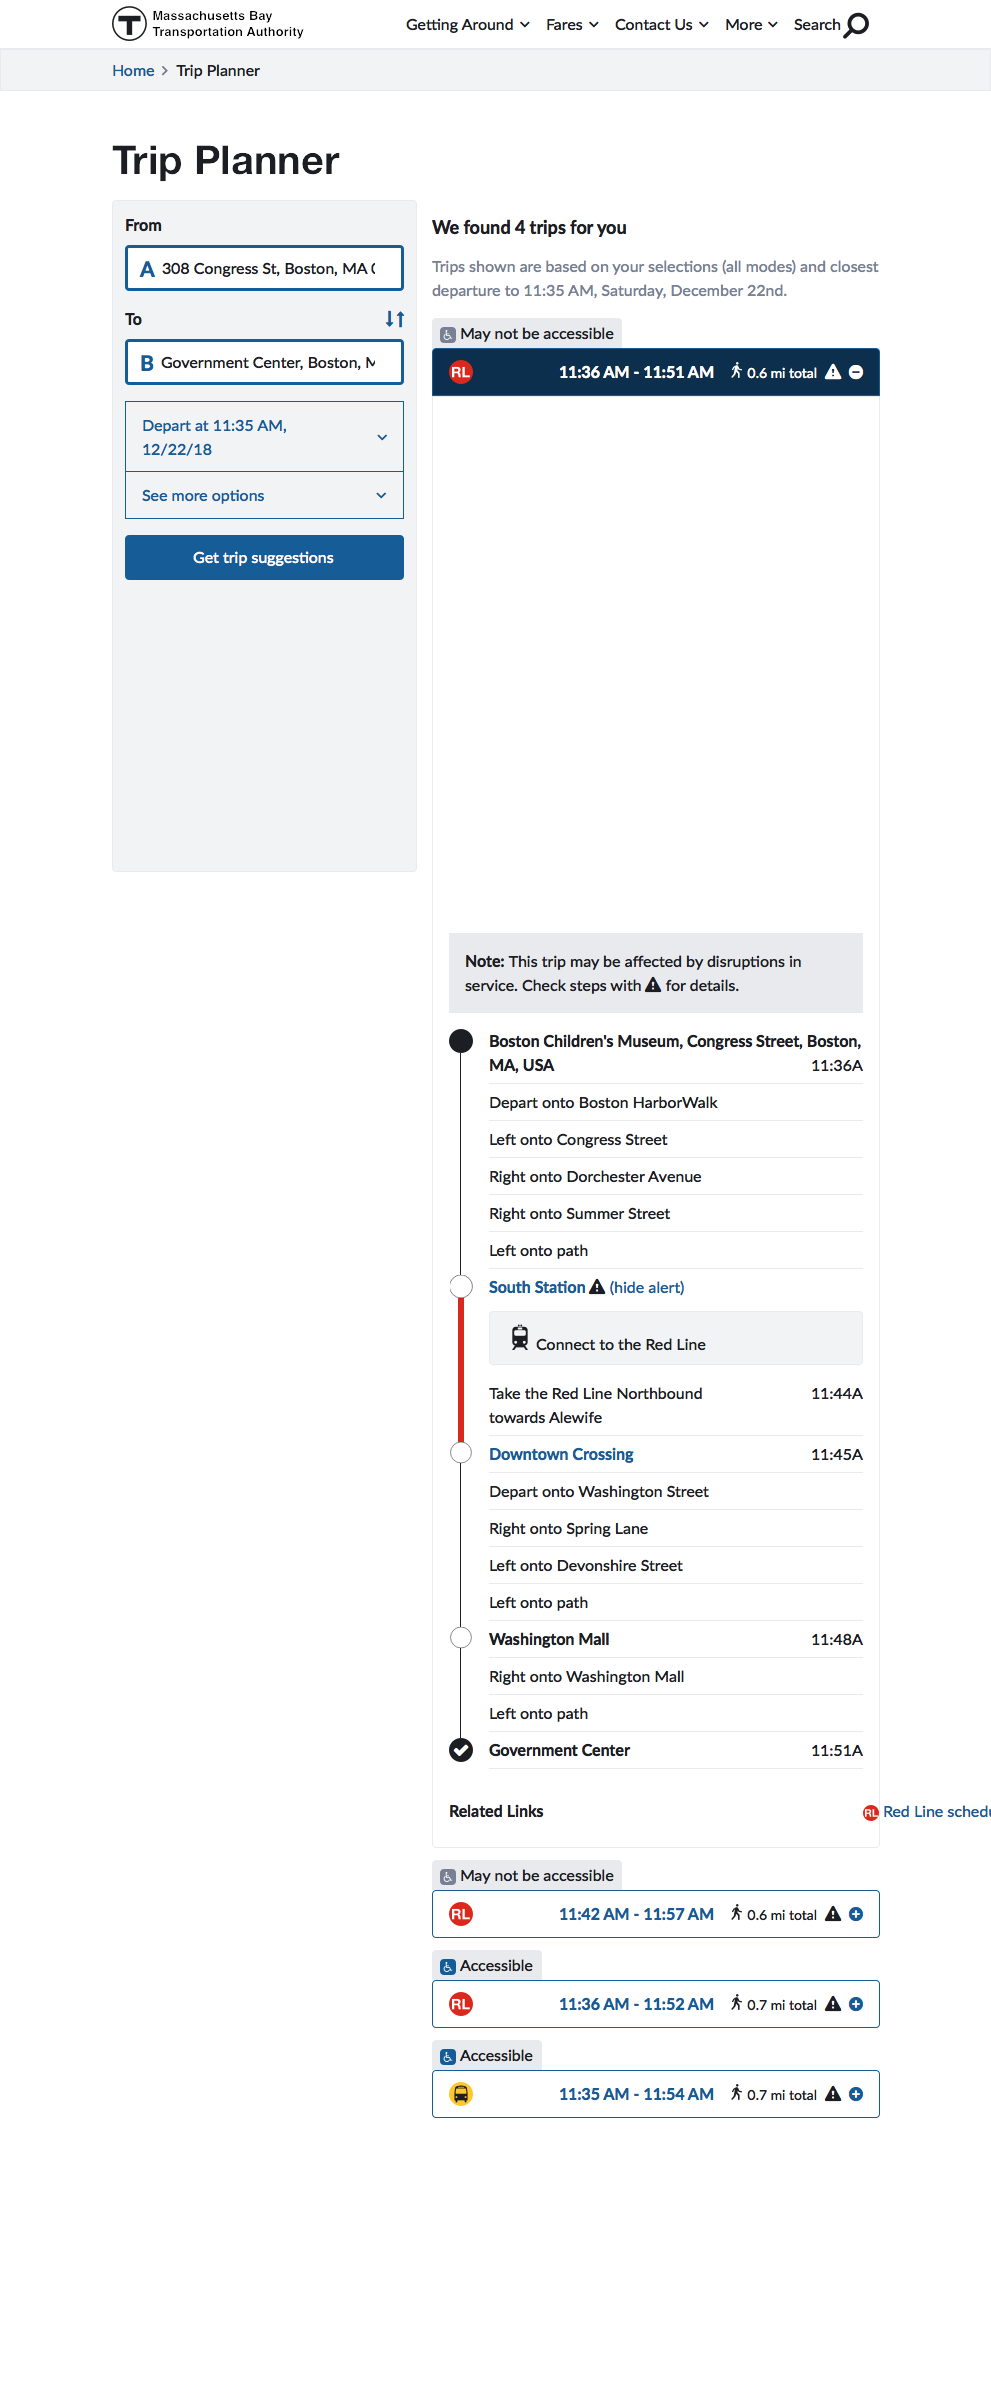 Massachusetts Bay
Transportation Authority
Getting Around
Fares
Contact Us
More
Search
Home > Trip Planner
Trip Planner
From
A 308 Congress St, Boston, MA
To
B Government Center, Boston,
Depart at 11:35 AM,
12/22/18
See more options
Get trip suggestions
We found 4 trips for you
Trips shown are based on your selections (all modes) and closest
departure to 11:35 AM, Saturday, December 22nd.
May not be accessible
RL 11:36 AM - 11:51 AM 0.6 mi total
Note: This trip may be affected by disruptions in
service. Check steps with for details.
Boston Children's Museum, Congress Street, Boston,
MA, USA 11:36A
Depart onto Boston HarborWalk
Left onto Congress Street
Right onto Dorchester Avenue
Right onto Summer Street
Left onto path
South Station (hide alert)
Connect to the Red Line
Take the Red Line Northbound 11:44A
towards Alewife
Downtown Crossing 11:45A
Depart onto Washington Street
Right onto Spring Lane
Left onto Devonshire Street
Left onto path
Washington Mall 11:48A
Right onto Washington Mall
Left onto path
Government Center 11:51A
Related Links RL Red Line
May not be accessible
RL 11:42 AM - 11:57 AM 0.6 mi total
Accessible
RL 11:36 AM - 11:52 AM 0.7 mi total
Accessible
11:35 AM - 11:54 AM 0.7 mi total